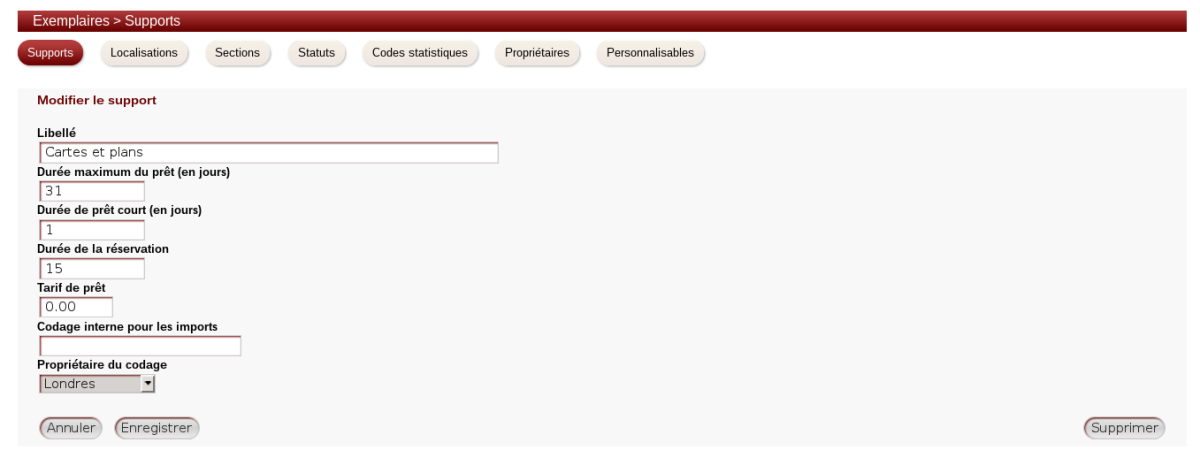 Exemplaires > Supports
Supports Localisations Sections Statuts Codes statistiques Propriétaires Personnalisables
Modifier le support
Libellé
Cartes et plans
Durée maximum du prêt (en jours)
31
Durée de prêt court (en jours)
1
Durée de la réservation
15
Tarif de prêt
0.00
Codage interne pour les imports
Propriétaire du codage
Londres
Annuler Enregistrer Supprimer